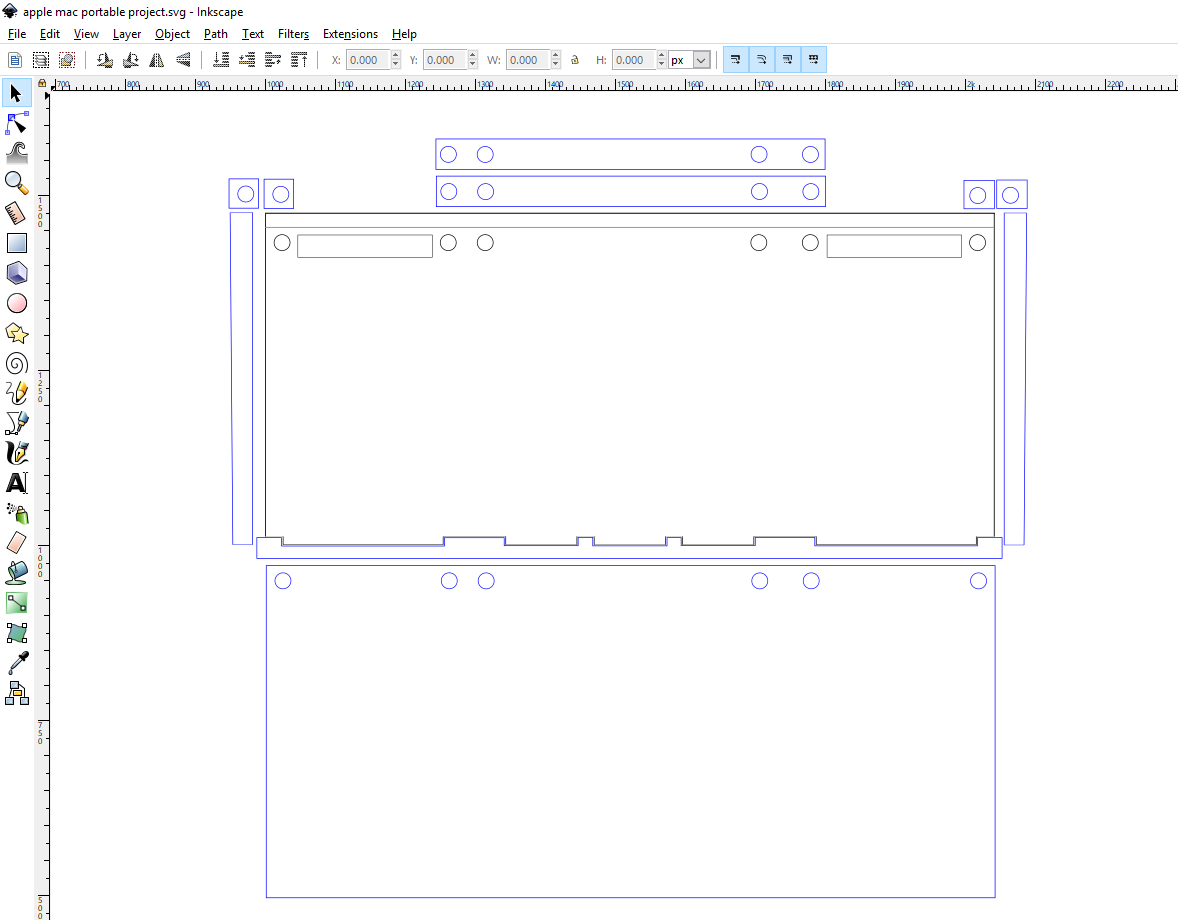 apple mac portable project.svg - Inkscape
File Edit View Layer Object Path Text Filters Extensions Help
X: 0.000 Y: 0.000 W: 0.000 H: 0.000 px
700 800 900 1000 1100 1200 1300 1400 1500 1600 1700 1800 1900 2k 2100 2200
1500
1250
1000
750
500